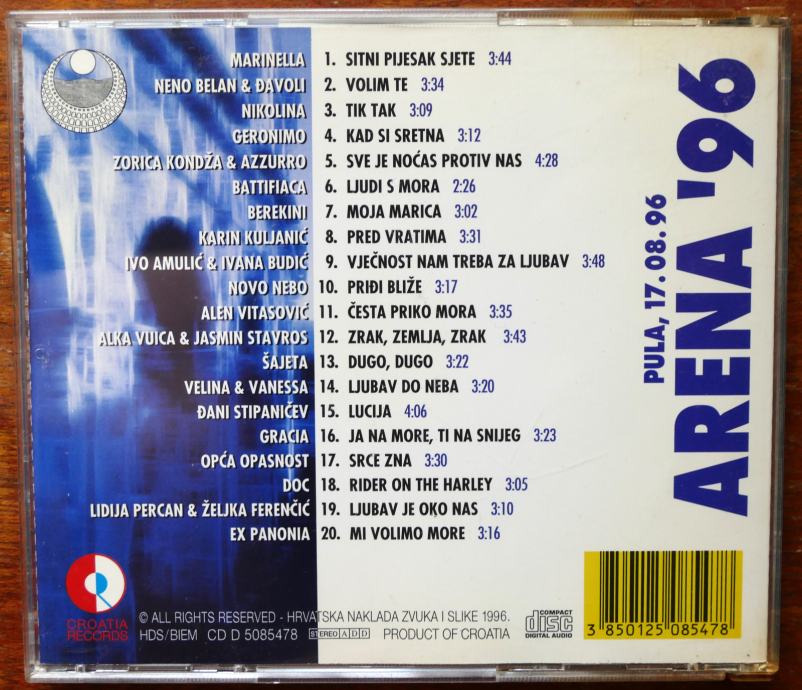 MARINELLA 1. SITNI PIJESAK SJETE 3:44
NENO BELAN & ĐAVOLI 2. VOLIM TE 3:34
NIKOLINA 3. TIK TAK 3:09
GERONIMO 4. KAD SI SRETNA 3:12
ZORICA KONDŽA & AZZURRO 5. SVE JE NOĆAS PROTIV NAS 4:28
BATTIFIACA 6. LJUDI S MORA 2:26
BEREKINI 7. MOJA MARICA 3:02
KARIN KULJANIĆ 8. PRED VRATIMA 3:31
IVO AMULIĆ & IVANA BUDIĆ 9. VJEČNOST NAM TREBA ZA LJUBAV 3:48
NOVO NEBO 10. PRIĐI BLIŽE 3:17
ALEN VITASOVIĆ 11. ČESTA PRIKO MORA 3:35
ALKA VUICA & JASMIN STAVROS 12. ZRAK, ZEMLJA, ZRAK 3:43
ŠAJETA 13. DUGO, DUGO 3:22
VELINA & VANESSA 14. LJUBAV DO NEBA 3:20
ĐANI STIPANIČEV 15. LUCIJA 4:06
GRACIA 16. JA NA MORE, TI NA SNIJEG 3:23
OPĆA OPASNOST 17. SRCE ZNA 3:30
DOC 18. RIDER ON THE HARLEY 3:05
LIDIJA PERCAN & ŽELJKA FERENČIĆ 19. LJUBAV JE OKO NAS 3:10
EX PANONIA 20. MI VOLIMO MORE 3:16
PULA, 17.08.96
ARENA '96
CROATIA
RECORDS
© ALL RIGHTS RESERVED - HRVATSKA NAKLADA ZVUKA I SLIKE 1996.
HDS/BIEM CD D 5085478 STEREO A D D PRODUCT OF CROATIA
COMPACT
disc
DIGITAL AUDIO
3 850125 085478